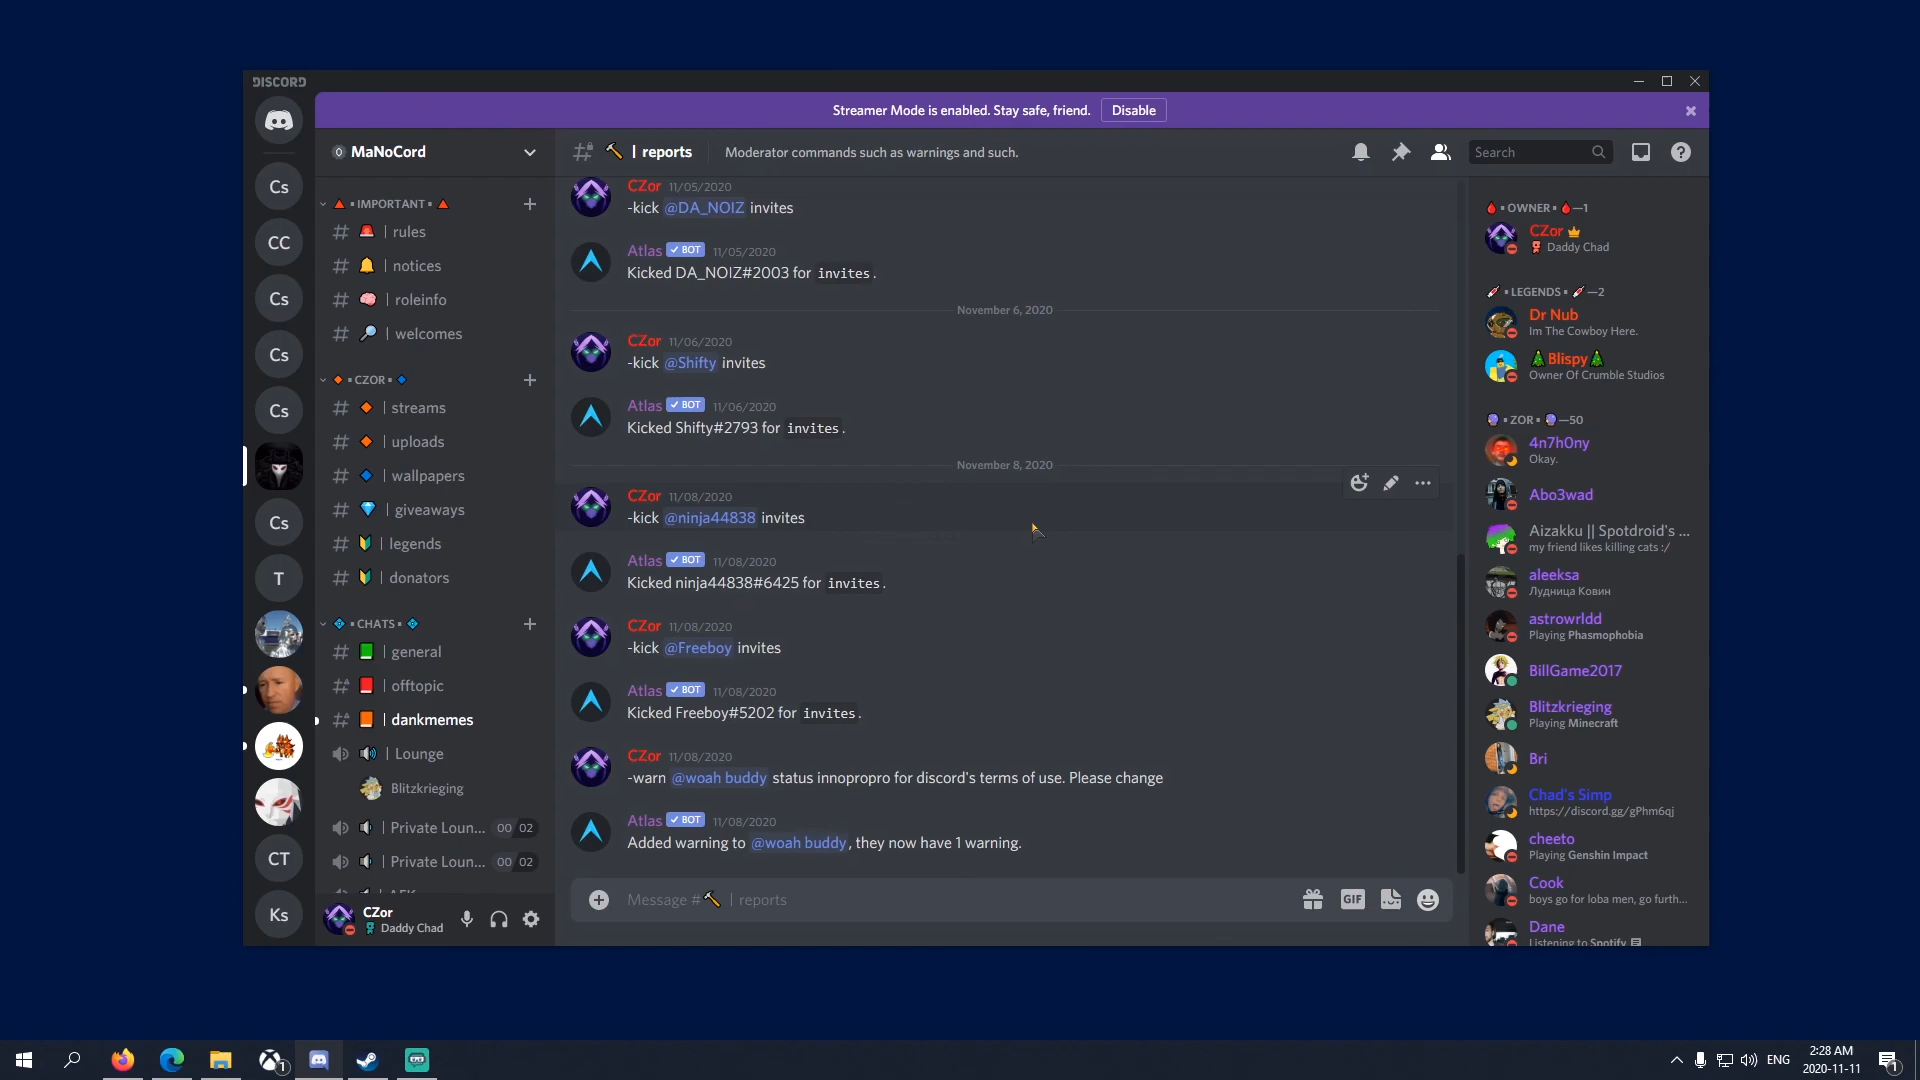 DISCORD
Streamer Mode is enabled. Stay safe, friend. Disable
MaNoCord
| reports
Moderator commands such as warnings and such.
Search
Cs
CC
Cs
Cs
Cs
Cs
T
CT
Ks
IMPORTANT
| rules
| notices
| roleinfo
| welcomes
CZOR
| streams
| uploads
| wallpapers
| giveaways
| legends
| donators
CHATS
| general
| offtopic
| dankmemes
| Lounge
Blitzkrieging
| Private Loun... 00 02
| Private Loun... 00 02
CZor
Daddy Chad
CZor 11/05/2020
-kick @DA_NOIZ invites
Atlas BOT 11/05/2020
Kicked DA_NOIZ#2003 for invites.
November 6, 2020
CZor 11/06/2020
-kick @Shifty invites
Atlas BOT 11/06/2020
Kicked Shifty#2793 for invites.
November 8, 2020
CZor 11/08/2020
-kick @ninja44838 invites
Atlas BOT 11/08/2020
Kicked ninja44838#6425 for invites.
CZor 11/08/2020
-kick @Freeboy invites
Atlas BOT 11/08/2020
Kicked Freeboy#5202 for invites.
CZor 11/08/2020
-warn @woah buddy status innopropro for discord's terms of use. Please change
Atlas BOT 11/08/2020
Added warning to @woah buddy, they now have 1 warning.
Message # | reports
GIF
OWNER—1
CZor
Daddy Chad
LEGENDS—2
Dr Nub
Im The Cowboy Here.
Blispy
Owner Of Crumble Studios
ZOR—50
4n7h0ny
Okay.
Abo3wad
Aizakku || Spotdroid's ...
my friend likes killing cats :/
aleeksa
Лудница Ковин
astrowrldd
Playing Phasmophobia
BillGame2017
Blitzkrieging
Playing Minecraft
Bri
Chad's Simp
https://discord.gg/gPhm6qj
cheeto
Playing Genshin Impact
Cook
boys go for loba men, go furth...
Dane
Listening to Spotify
1
ENG
2:28 AM
2020-11-11
1